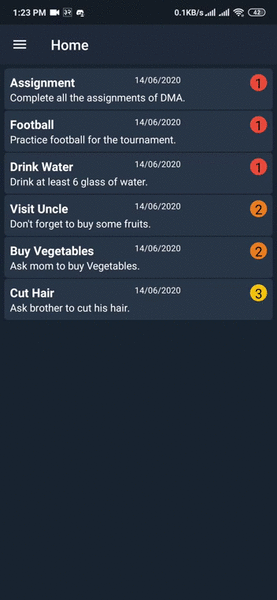 1:23 PM 0.1KB/s 42
Home
Assignment 14/06/2020 1
Complete all the assignments of DMA.
Football 14/06/2020 1
Practice football for the tournament.
Drink Water 14/06/2020 1
Drink at least 6 glass of water.
Visit Uncle 14/06/2020 2
Don't forget to buy some fruits.
Buy Vegetables 14/06/2020 2
Ask mom to buy Vegetables.
Cut Hair 14/06/2020 3
Ask brother to cut his hair.